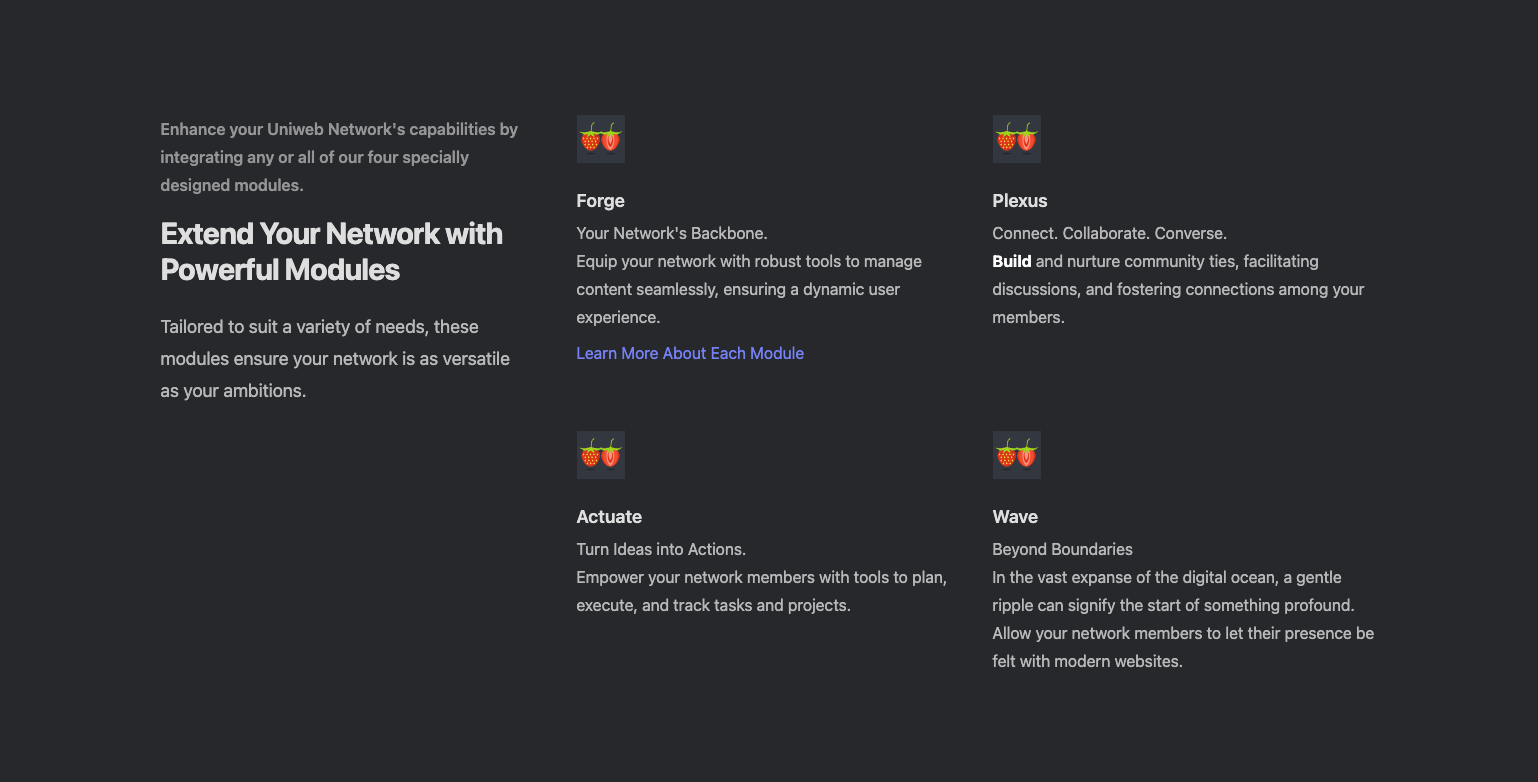 Enhance your Uniweb Network's capabilities by
integrating any or all of our four specially
designed modules.
Extend Your Network with
Powerful Modules
Tailored to suit a variety of needs, these
modules ensure your network is as versatile
as your ambitions.
Forge
Your Network's Backbone.
Equip your network with robust tools to manage
content seamlessly, ensuring a dynamic user
experience.
Learn More About Each Module
Plexus
Connect. Collaborate. Converse.
Build and nurture community ties, facilitating
discussions, and fostering connections among your
members.
Actuate
Turn Ideas into Actions.
Empower your network members with tools to plan,
execute, and track tasks and projects.
Wave
Beyond Boundaries
In the vast expanse of the digital ocean, a gentle
ripple can signify the start of something profound.
Allow your network members to let their presence be
felt with modern websites.